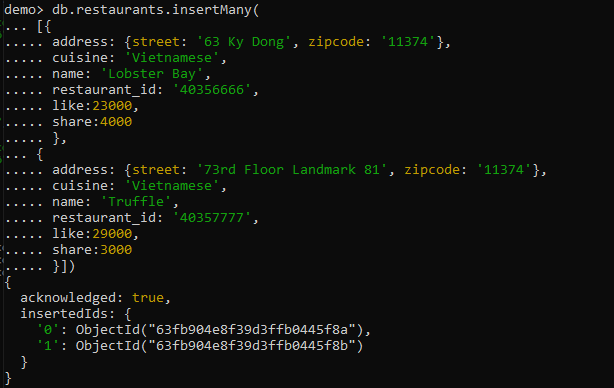 demo> db.restaurants.insertMany(
... [{
..... address: {street: '63 Ky Dong', zipcode: '11374'},
..... cuisine: 'Vietnamese',
..... name: 'Lobster Bay',
..... restaurant_id: '40356666',
..... like:23000,
..... share:4000
..... },
... {
..... address: {street: '73rd Floor Landmark 81', zipcode: '11374'},
..... cuisine: 'Vietnamese',
..... name: 'Truffle',
..... restaurant_id: '40357777',
..... like:29000,
..... share:3000
..... }])
{
  acknowledged: true,
  insertedIds: {
    '0': ObjectId("63fb904e8f39d3ffb0445f8a"),
    '1': ObjectId("63fb904e8f39d3ffb0445f8b")
  }
}